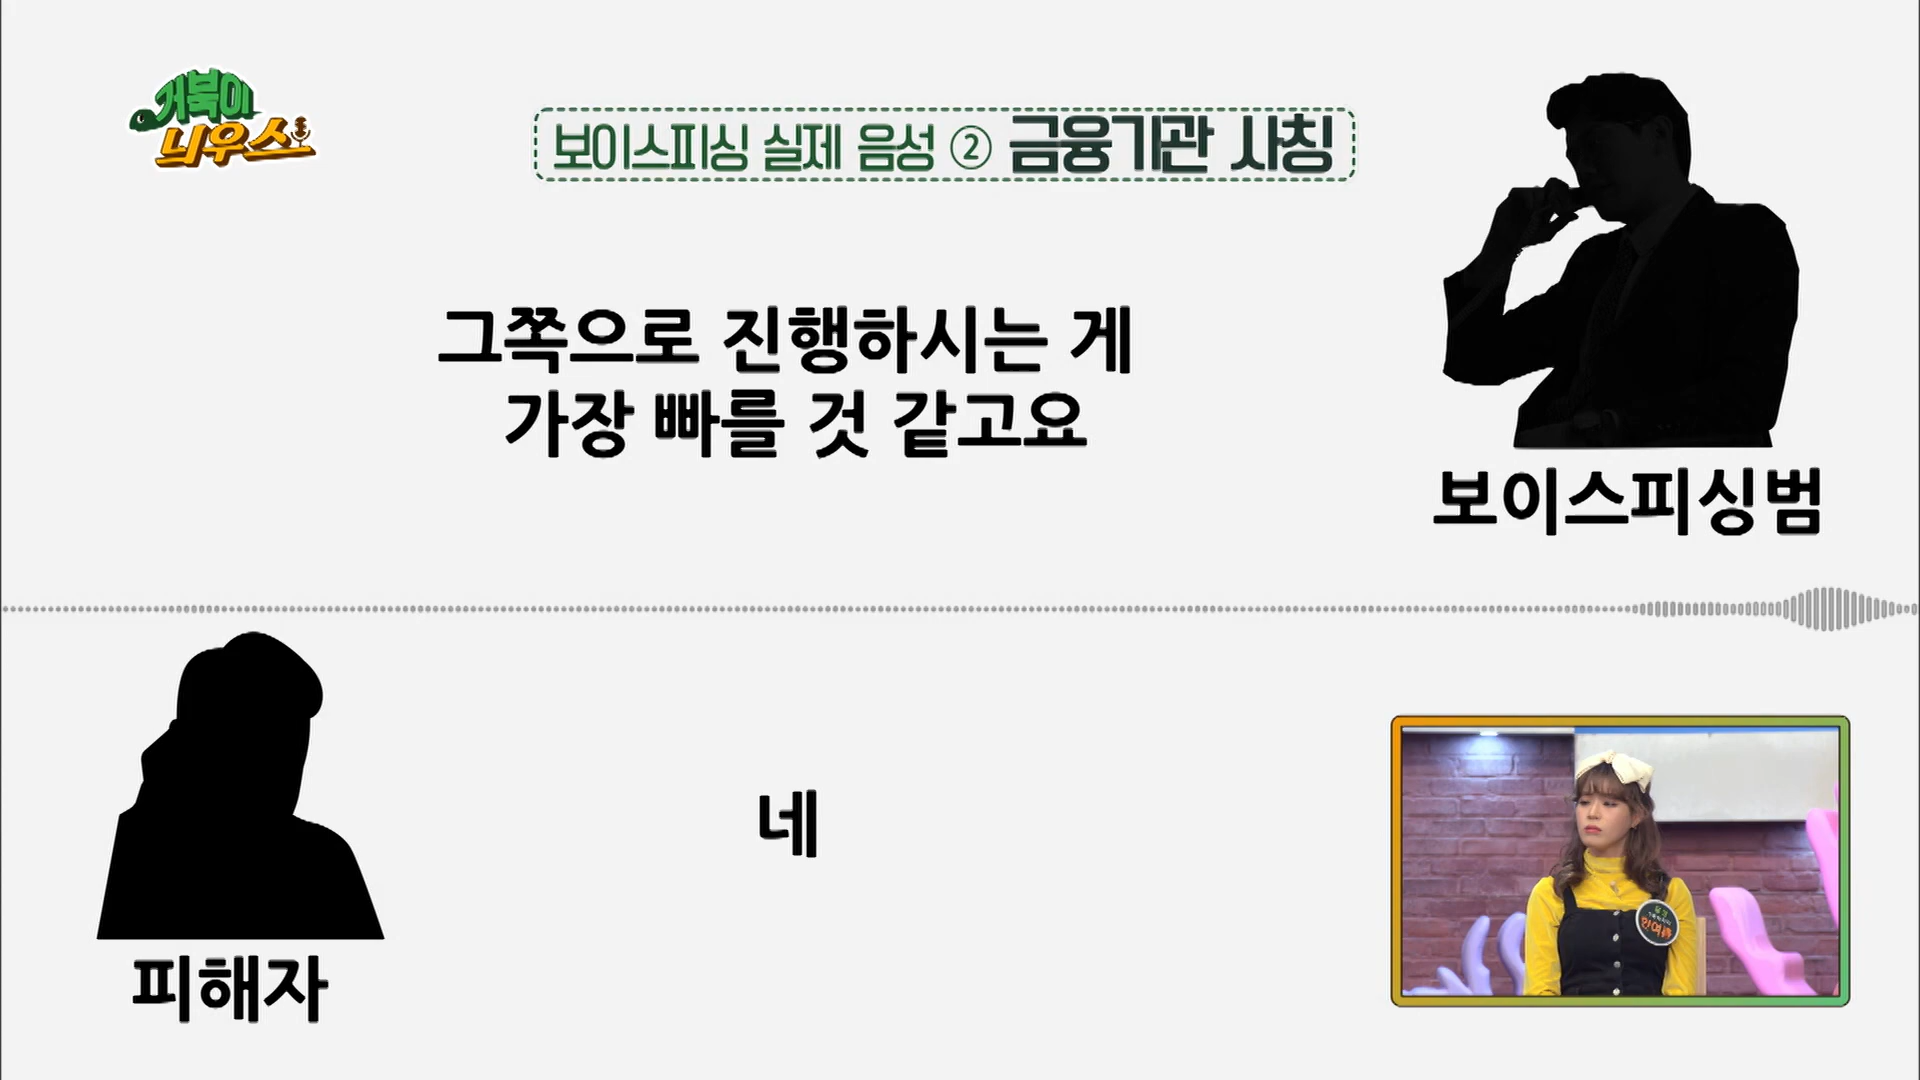 거북이
늬우스
보이스피싱 실제 음성 ② 금융기관 사칭
그쪽으로 진행하시는 게
가장 빠를 것 같고요
보이스피싱범
네
피해자